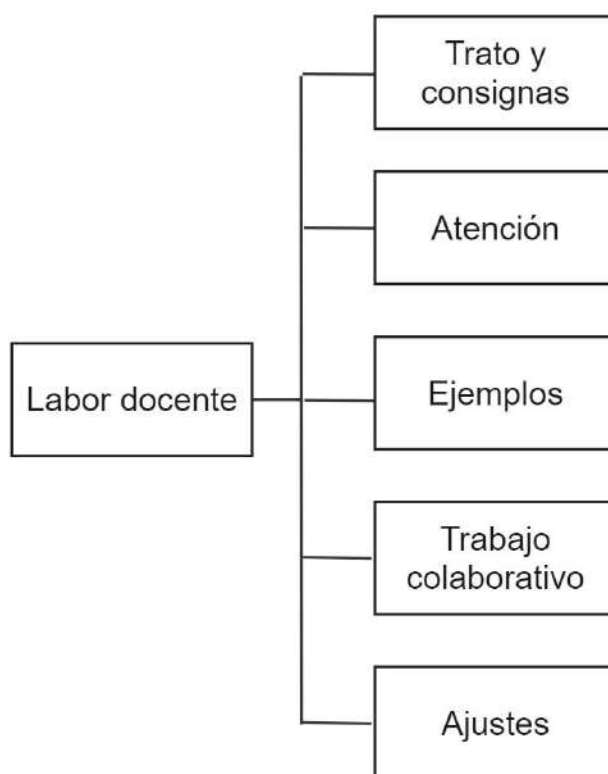 Trato y
consignas
Atención
Labor docente
Ejemplos
Trabajo
colaborativo
Ajustes